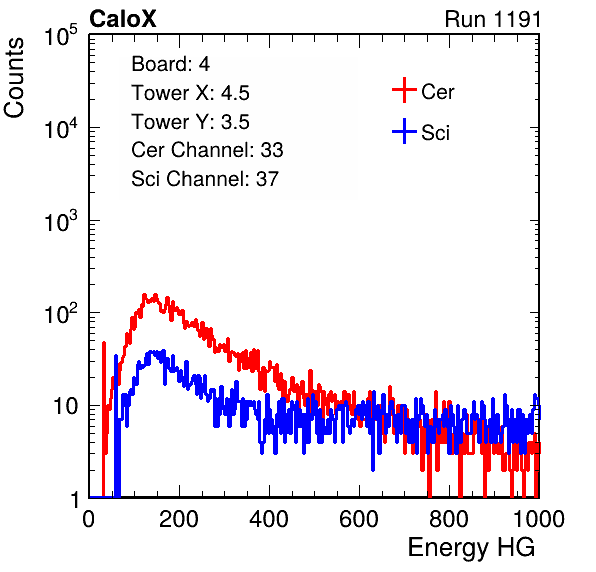 CaloX Run 1191
Counts
10^5
10^4
10^3
10^2
10
1
Board: 4
Tower X: 4.5
Tower Y: 3.5
Cer Channel: 33
Sci Channel: 37
Cer
Sci
0 200 400 600 800 1000
Energy HG